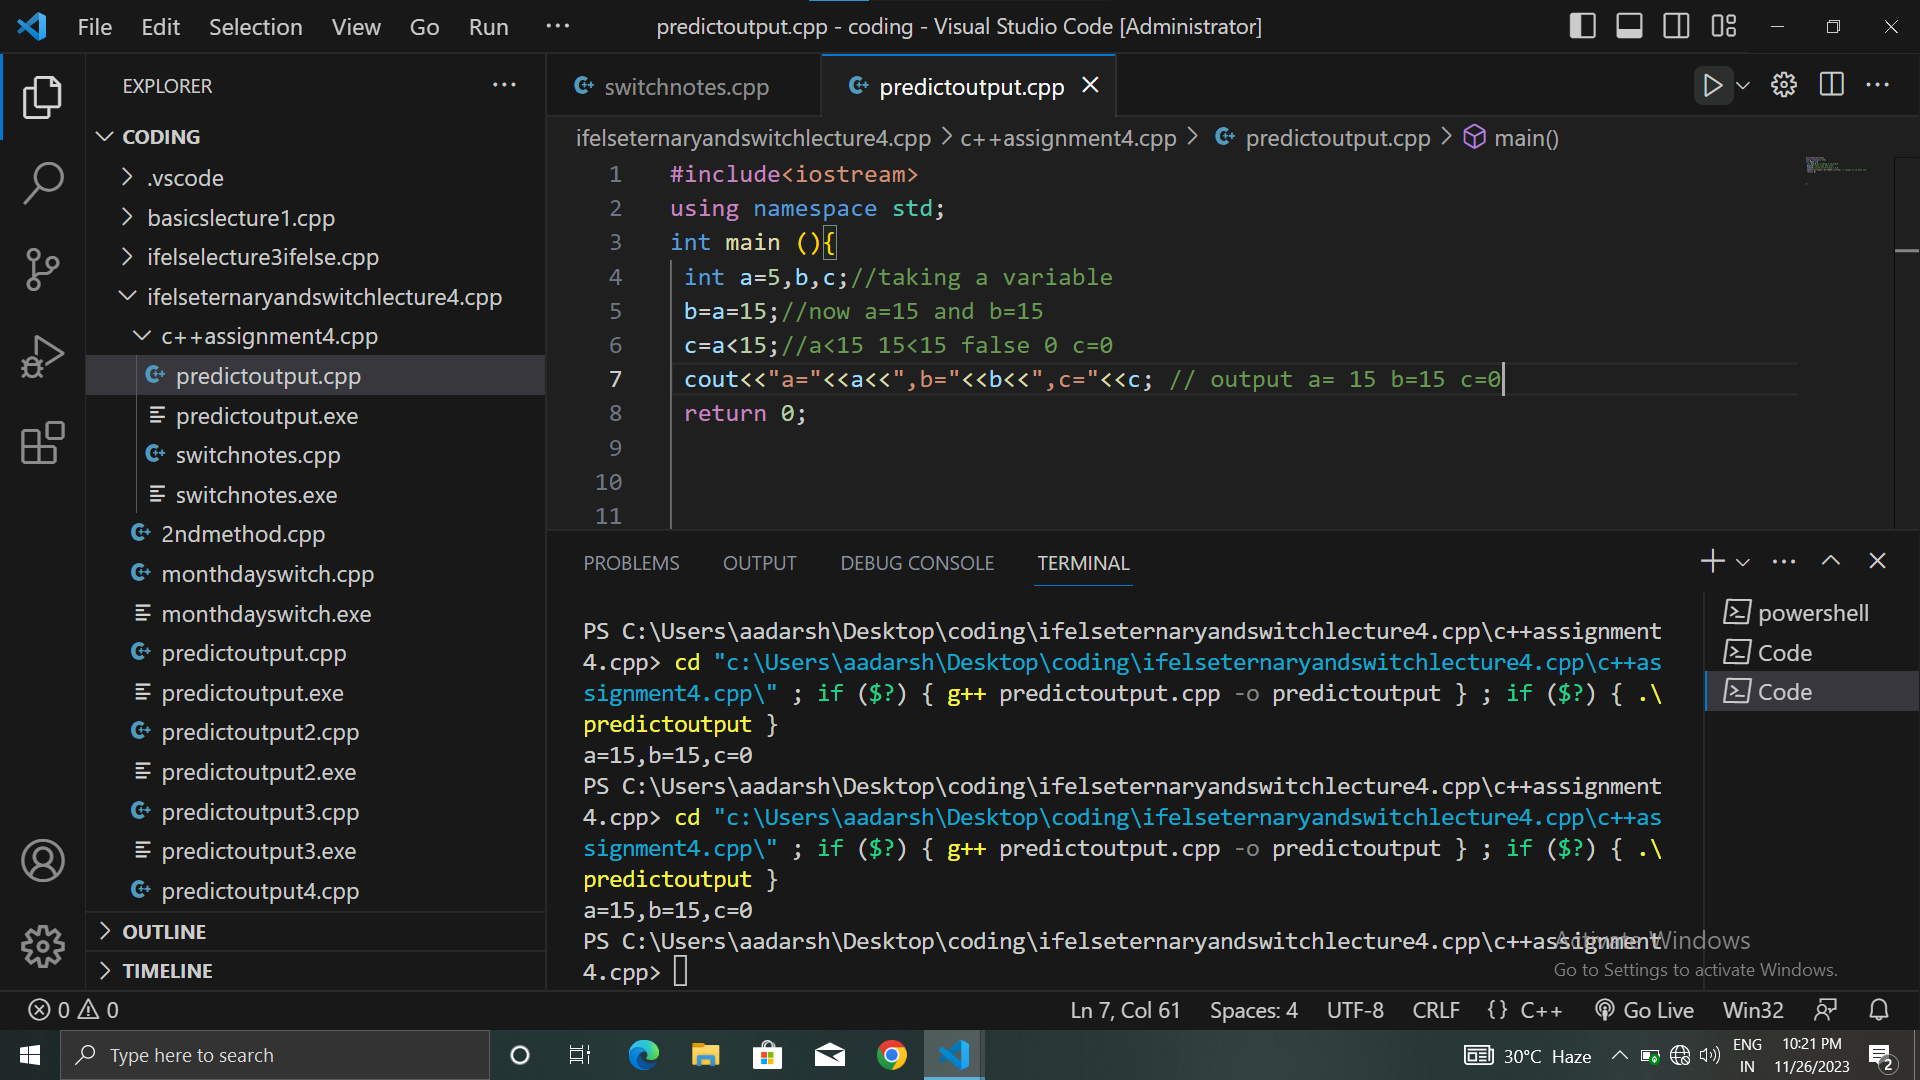 File Edit Selection View Go Run ··· predictoutput.cpp - coding - Visual Studio Code [Administrator]
EXPLORER ···
CODING
.vscode
basicslecture1.cpp
ifelselecture3ifelse.cpp
ifelseternaryandswitchlecture4.cpp
c++assignment4.cpp
predictoutput.cpp
predictoutput.exe
switchnotes.cpp
switchnotes.exe
2ndmethod.cpp
monthdayswitch.cpp
monthdayswitch.exe
predictoutput.cpp
predictoutput.exe
predictoutput2.cpp
predictoutput2.exe
predictoutput3.cpp
predictoutput3.exe
predictoutput4.cpp
OUTLINE
TIMELINE
switchnotes.cpp predictoutput.cpp
ifelseternaryandswitchlecture4.cpp > c++assignment4.cpp > predictoutput.cpp > main()
1 #include<iostream>
2 using namespace std;
3 int main (){
4 int a=5,b,c;//taking a variable
5 b=a=15;//now a=15 and b=15
6 c=a<15;//a<15 15<15 false 0 c=0
7 cout<<"a="<<a<<",b="<<b<<",c="<<c; // output a= 15 b=15 c=0
8 return 0;
9
10
11
PROBLEMS OUTPUT DEBUG CONSOLE TERMINAL
PS C:\Users\aadarsh\Desktop\coding\ifelseternaryandswitchlecture4.cpp\c++assignment
4.cpp> cd "c:\Users\aadarsh\Desktop\coding\ifelseternaryandswitchlecture4.cpp\c++as
signment4.cpp\" ; if ($?) { g++ predictoutput.cpp -o predictoutput } ; if ($?) { .\
predictoutput }
a=15,b=15,c=0
PS C:\Users\aadarsh\Desktop\coding\ifelseternaryandswitchlecture4.cpp\c++assignment
4.cpp> cd "c:\Users\aadarsh\Desktop\coding\ifelseternaryandswitchlecture4.cpp\c++as
signment4.cpp\" ; if ($?) { g++ predictoutput.cpp -o predictoutput } ; if ($?) { .\
predictoutput }
a=15,b=15,c=0
PS C:\Users\aadarsh\Desktop\coding\ifelseternaryandswitchlecture4.cpp\c++assignment
4.cpp>
powershell
Code
Code
Activate Windows
Go to Settings to activate Windows.
0 0 Ln 7, Col 61 Spaces: 4 UTF-8 CRLF {} C++ Go Live Win32
Type here to search 30°C Haze ENG IN 10:21 PM 11/26/2023 2